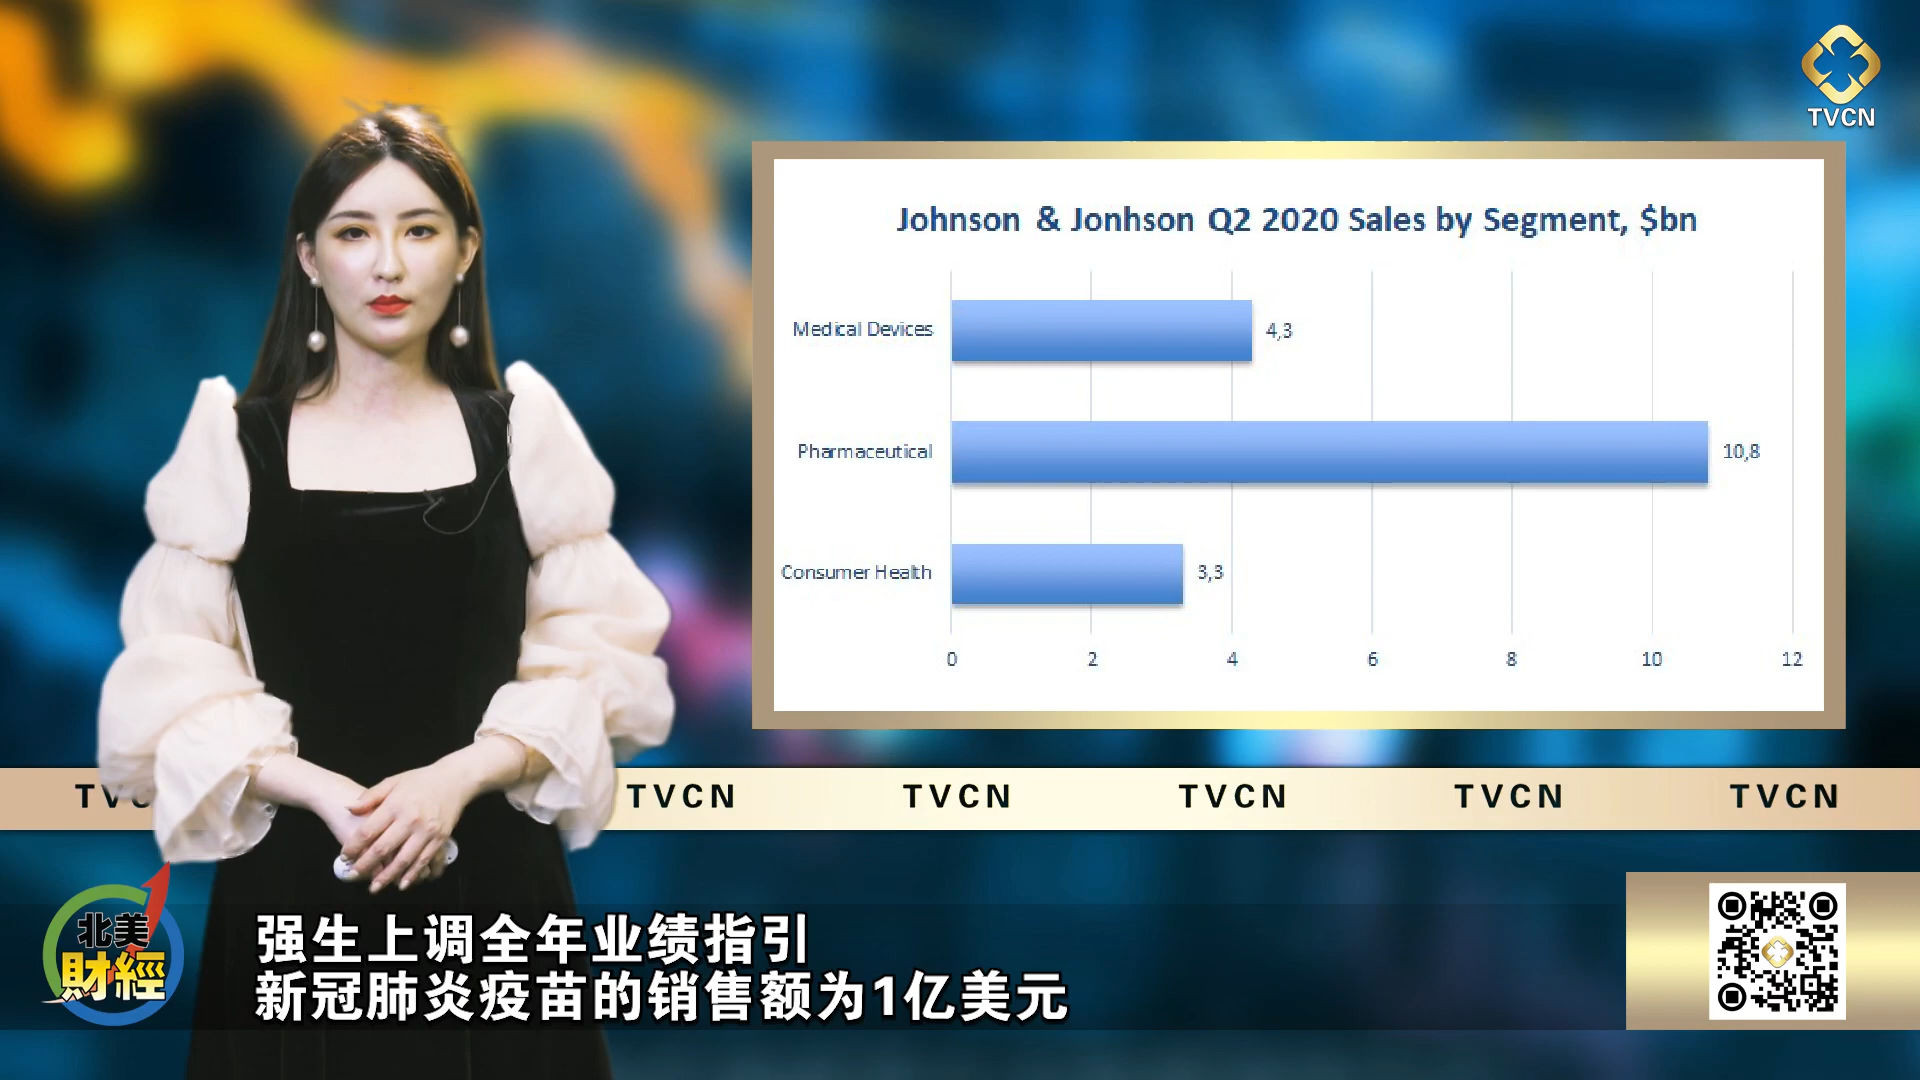 TVCN
Johnson & Jonhson Q2 2020 Sales by Segment, $bn
Medical Devices 4,3
Pharmaceutical 10,8
Consumer Health 3,3
0 2 4 6 8 10 12
TVC TVCN TVCN TVCN TVCN TVCN
北美
財經
强生上调全年业绩指引
新冠肺炎疫苗的销售额为1亿美元